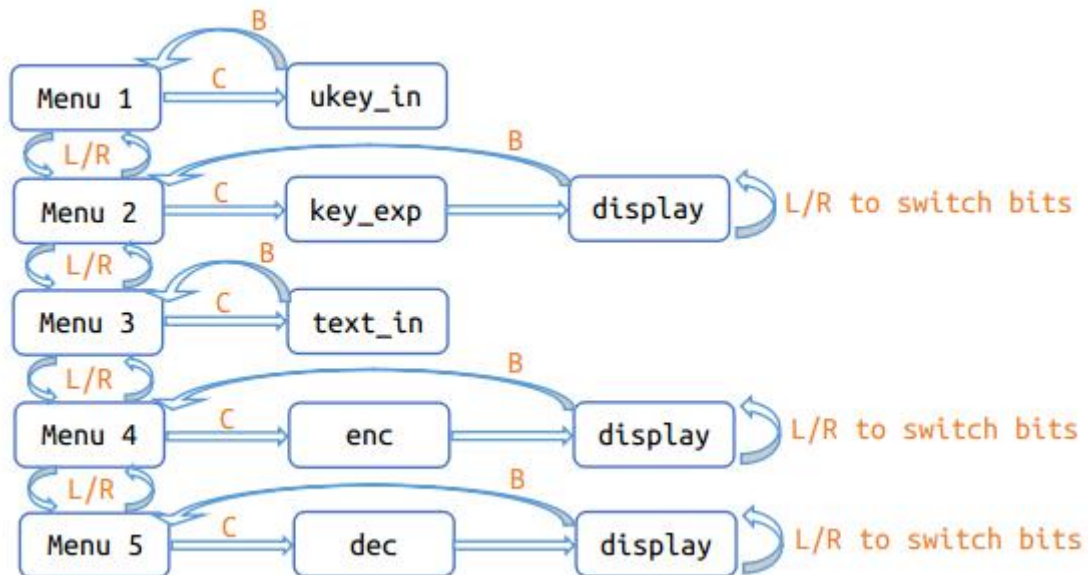 B
C
Menu 1
ukey_in
L/R
B
C
Menu 2
key_exp
display
L/R to switch bits
L/R
B
C
Menu 3
text_in
L/R
B
C
Menu 4
enc
display
L/R to switch bits
L/R
B
C
Menu 5
dec
display
L/R to switch bits